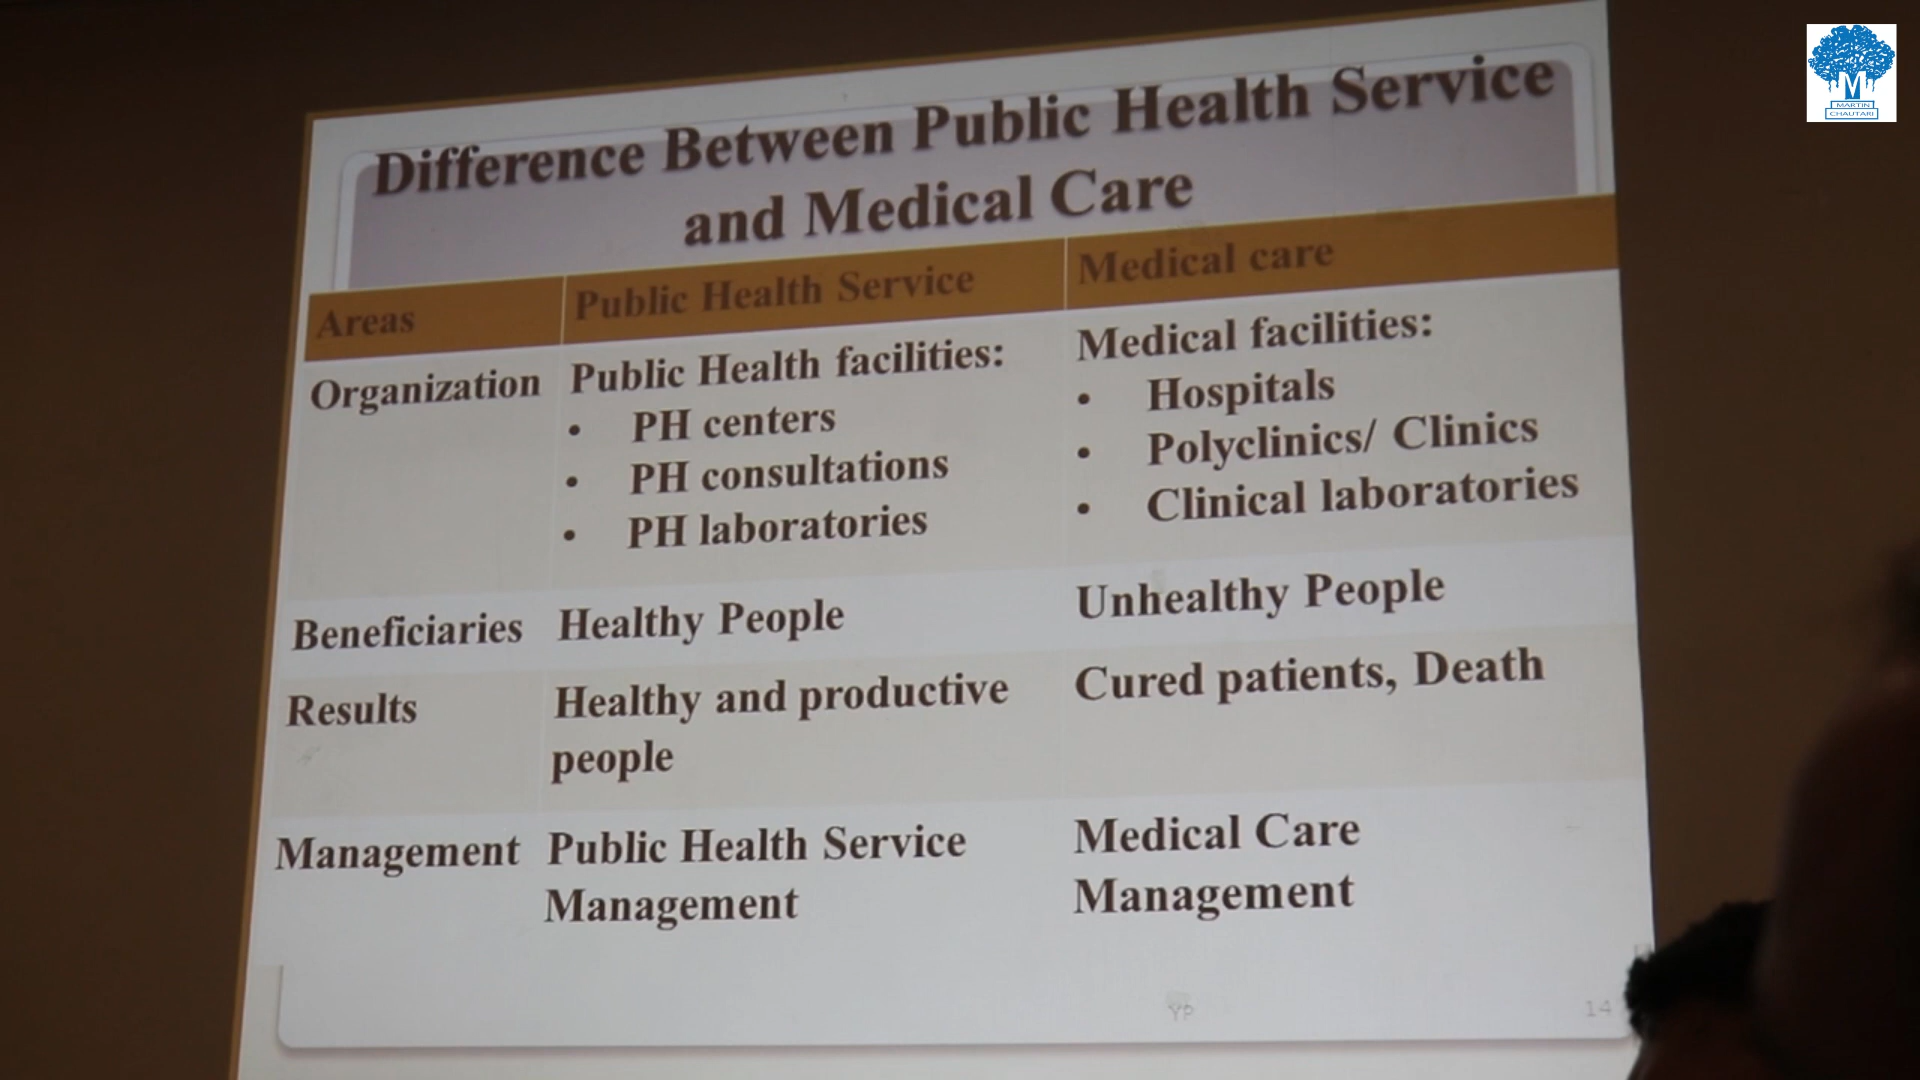 M
MARTIN
CHAUTARI
Difference Between Public Health Service
and Medical Care
Areas
Public Health Service
Medical care
Organization
Public Health facilities:
• PH centers
• PH consultations
• PH laboratories
Medical facilities:
• Hospitals
• Polyclinics/ Clinics
• Clinical laboratories
Beneficiaries
Healthy People
Unhealthy People
Results
Healthy and productive
people
Cured patients, Death
Management
Public Health Service
Management
Medical Care
Management
YP
14